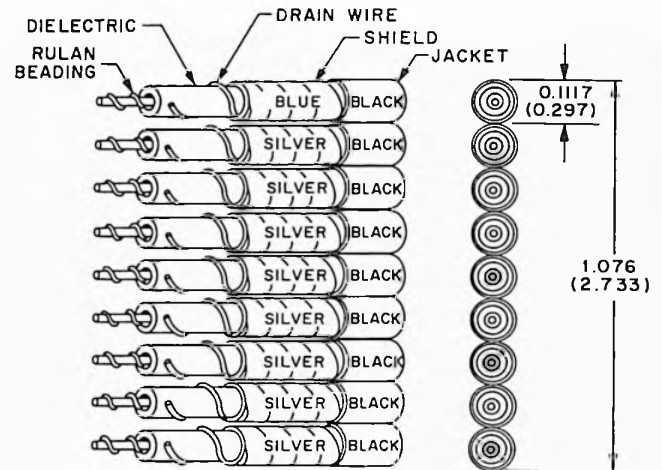 DIELECTRIC
DRAIN WIRE
SHIELD
JACKET
RULAN
BEADING
BLUE BLACK
SILVER BLACK
SILVER BLACK
SILVER BLACK
SILVER BLACK
SILVER BLACK
SILVER BLACK
SILVER BLACK
SILVER BLACK
0.1117
(0.297)
1.076
(2.733)